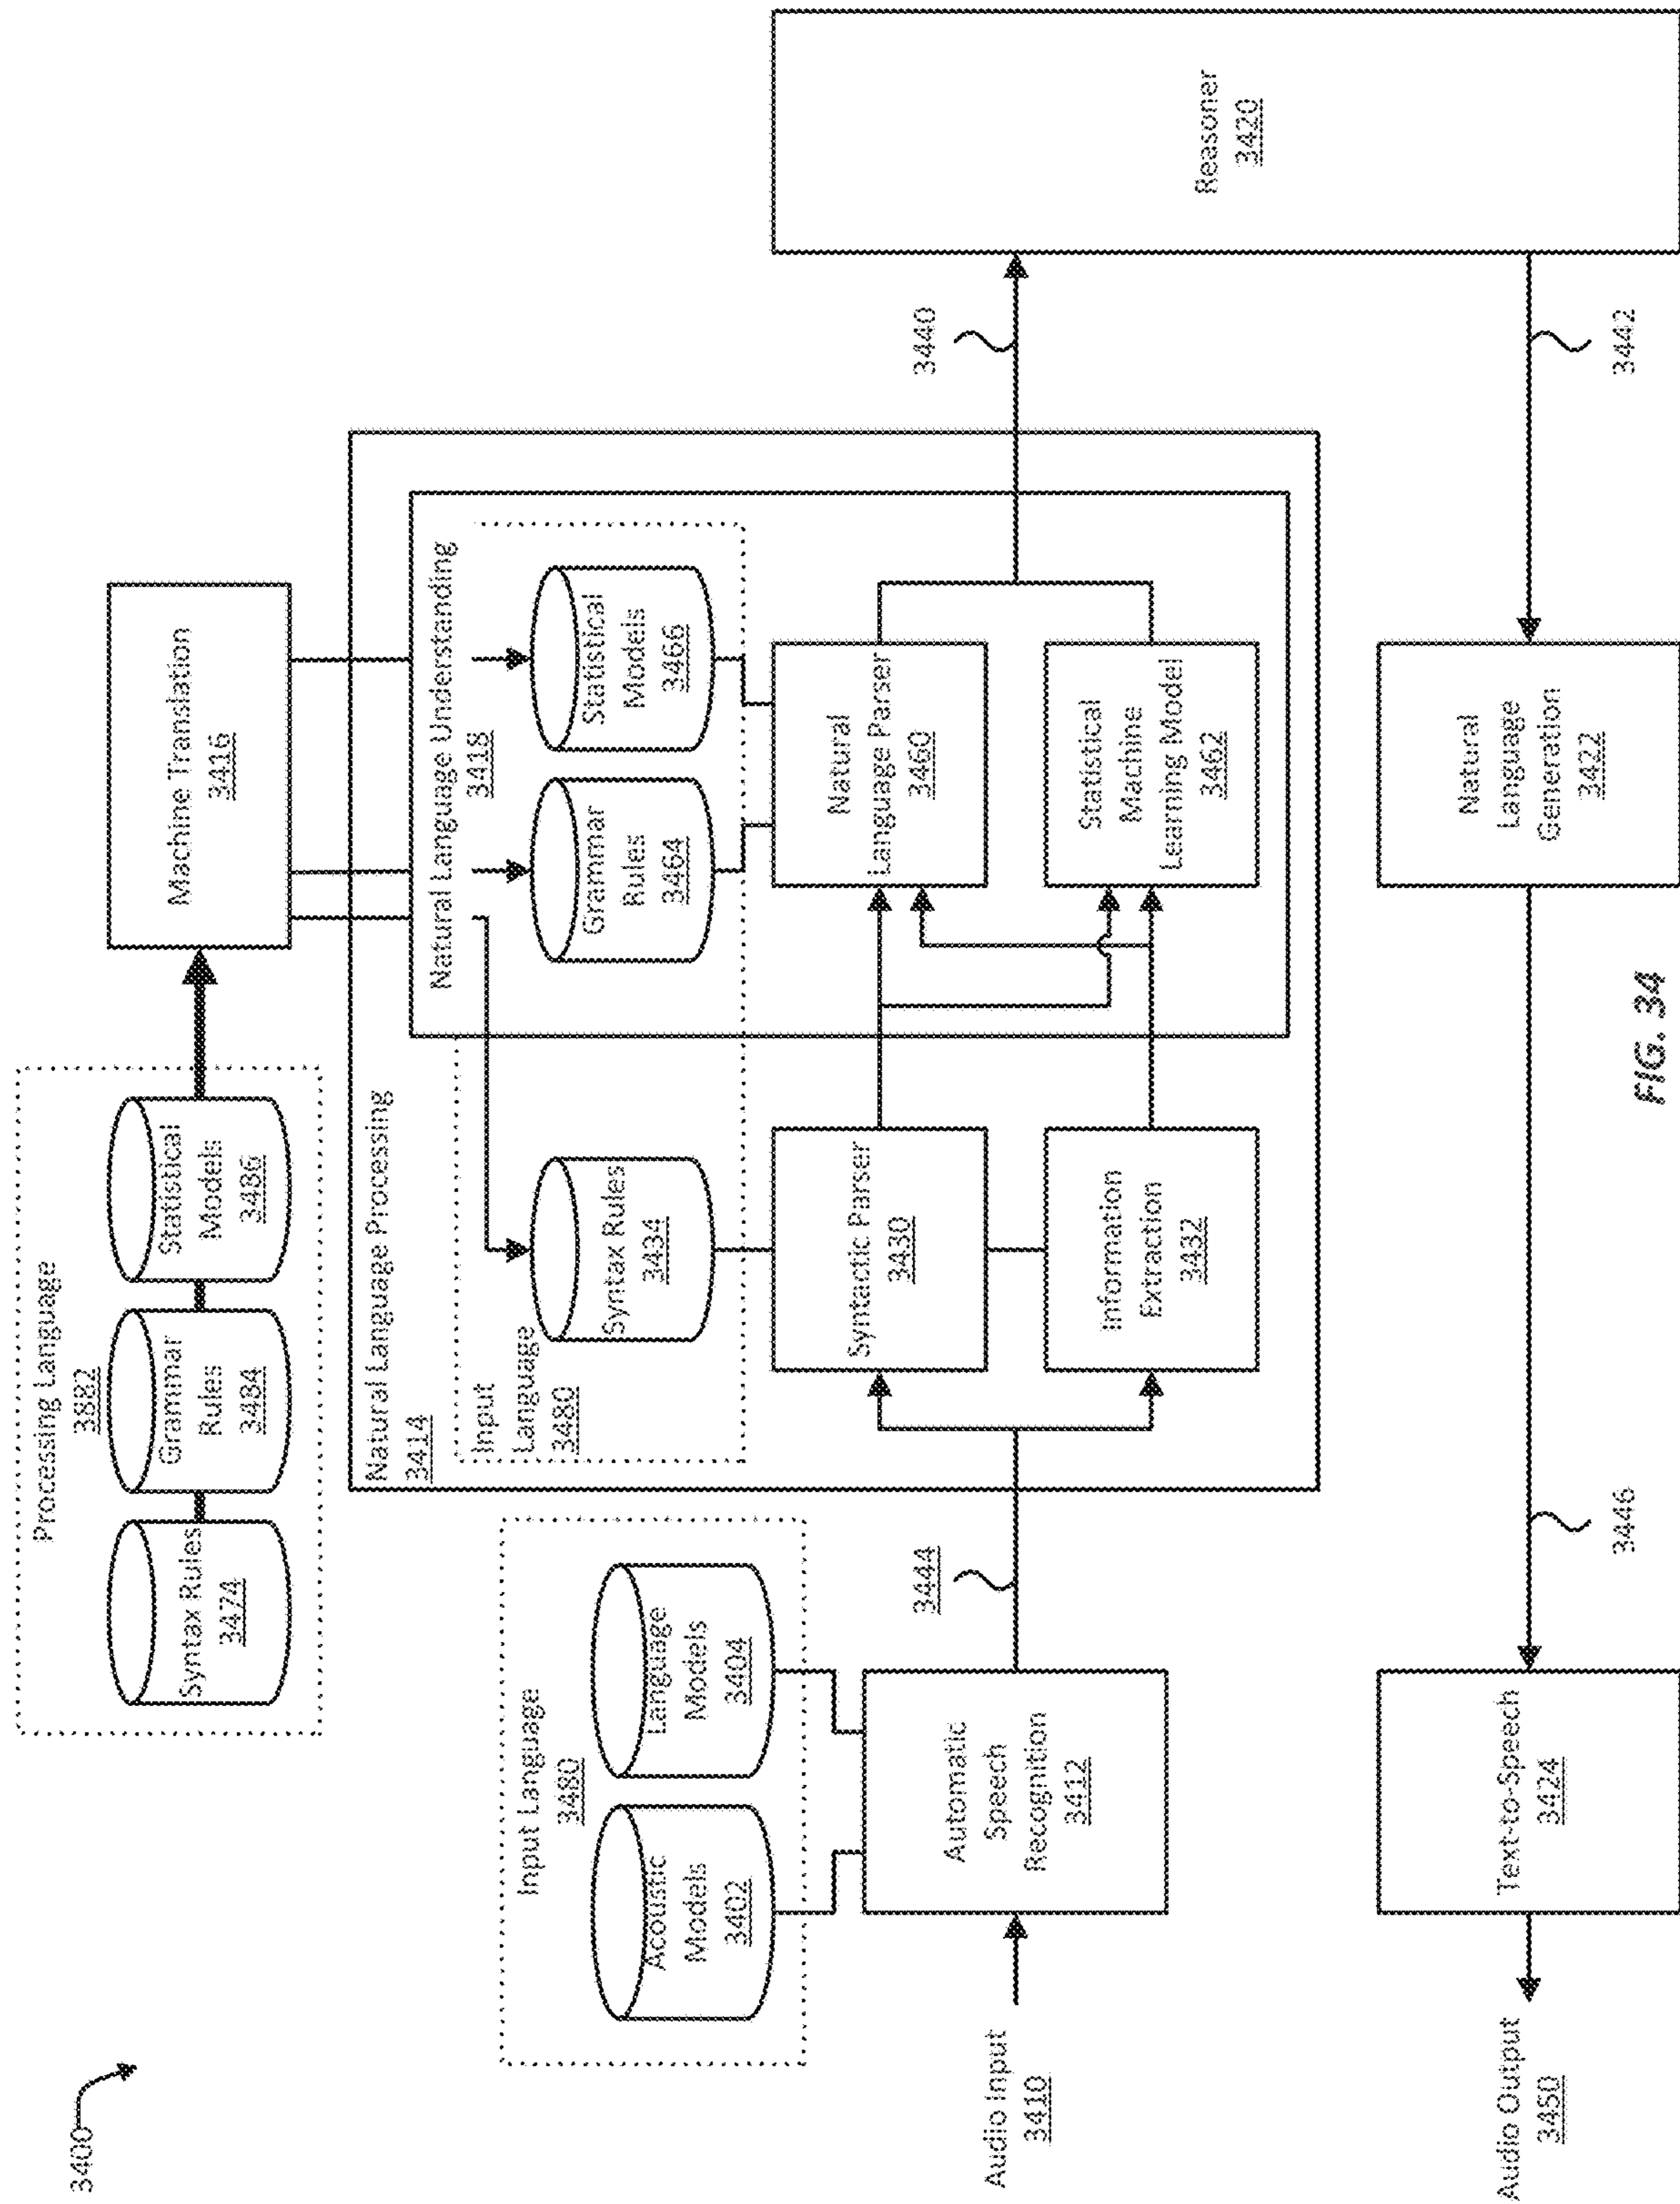 3400
Processing Language
3882
Syntax Rules
3474
Grammar
Rules
3484
Statistical
Models
3486
Machine Translation
3416
Natural Language Processing
3414
Natural Language Understanding
3418
Input
Language
3480
Syntax Rules
3434
Grammar
Rules
3464
Statistical
Models
3466
Input Language
3480
Acoustic
Models
3402
Language
Models
3404
Syntactic Parser
3430
Natural
Language Parser
3460
Information
Extraction
3432
Statistical
Machine
Learning Model
3462
Audio Input
3410
Automatic
Speech
Recognition
3412
3444
3440
Reasoner
3420
Audio Output
3450
Text-to-Speech
3424
3446
Natural
Language
Generation
3422
3442
FIG. 34